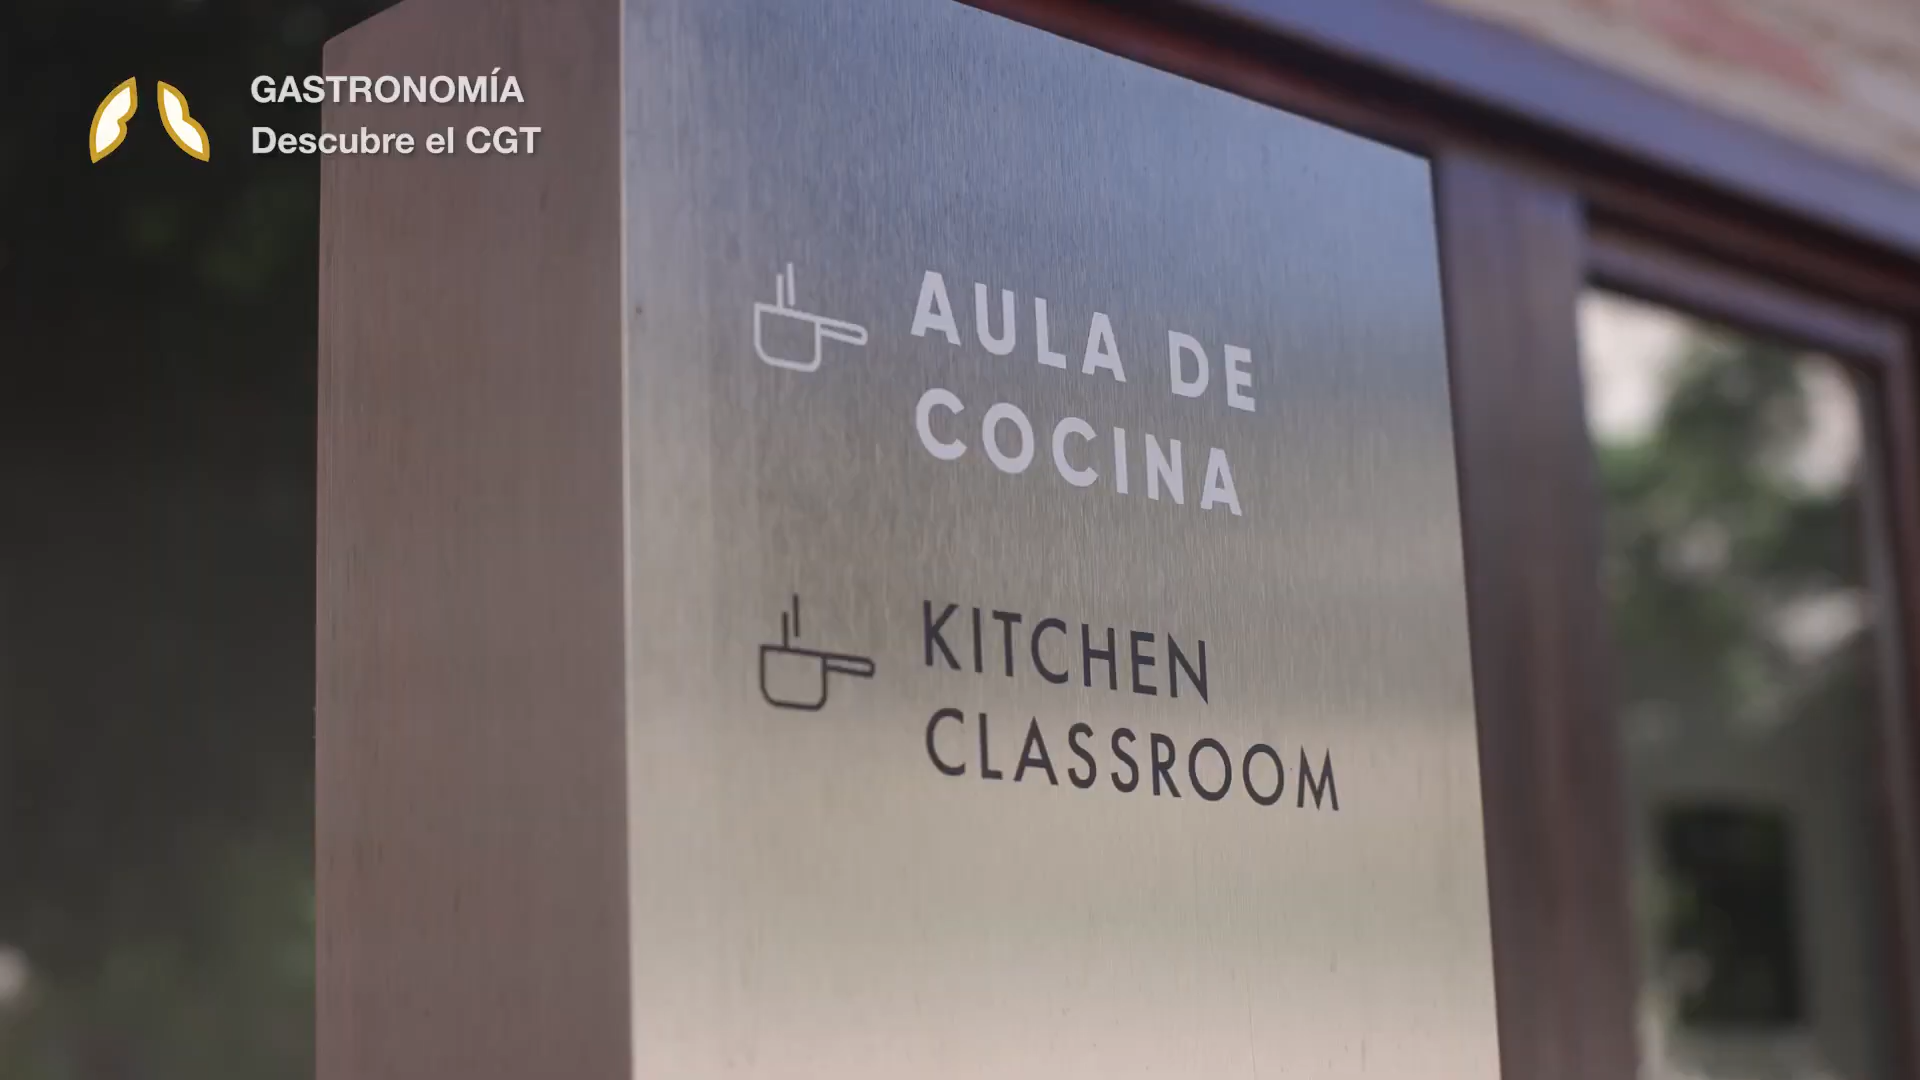 GASTRONOMÍA
Descubre el CGT
AULA DE
COCINA
KITCHEN
CLASSROOM